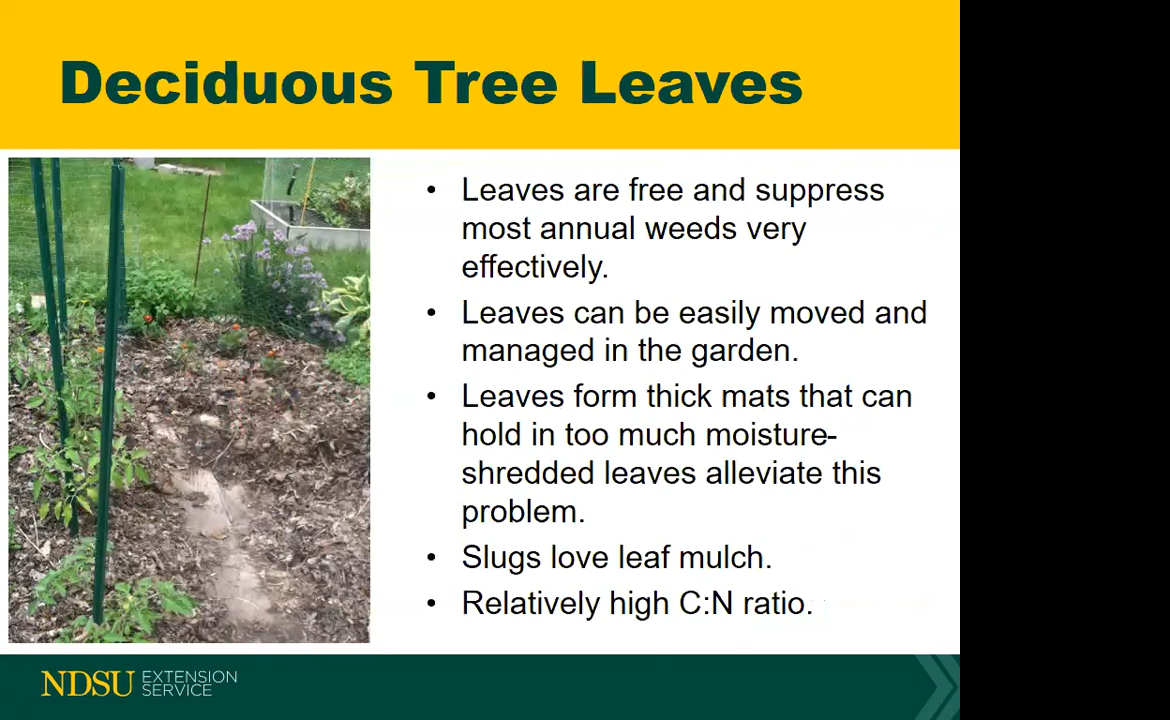 Deciduous Tree Leaves
• Leaves are free and suppress
most annual weeds very
effectively.
• Leaves can be easily moved and
managed in the garden.
• Leaves form thick mats that can
hold in too much moisture-
shredded leaves alleviate this
problem.
• Slugs love leaf mulch.
• Relatively high C:N ratio.
NDSU EXTENSION
SERVICE